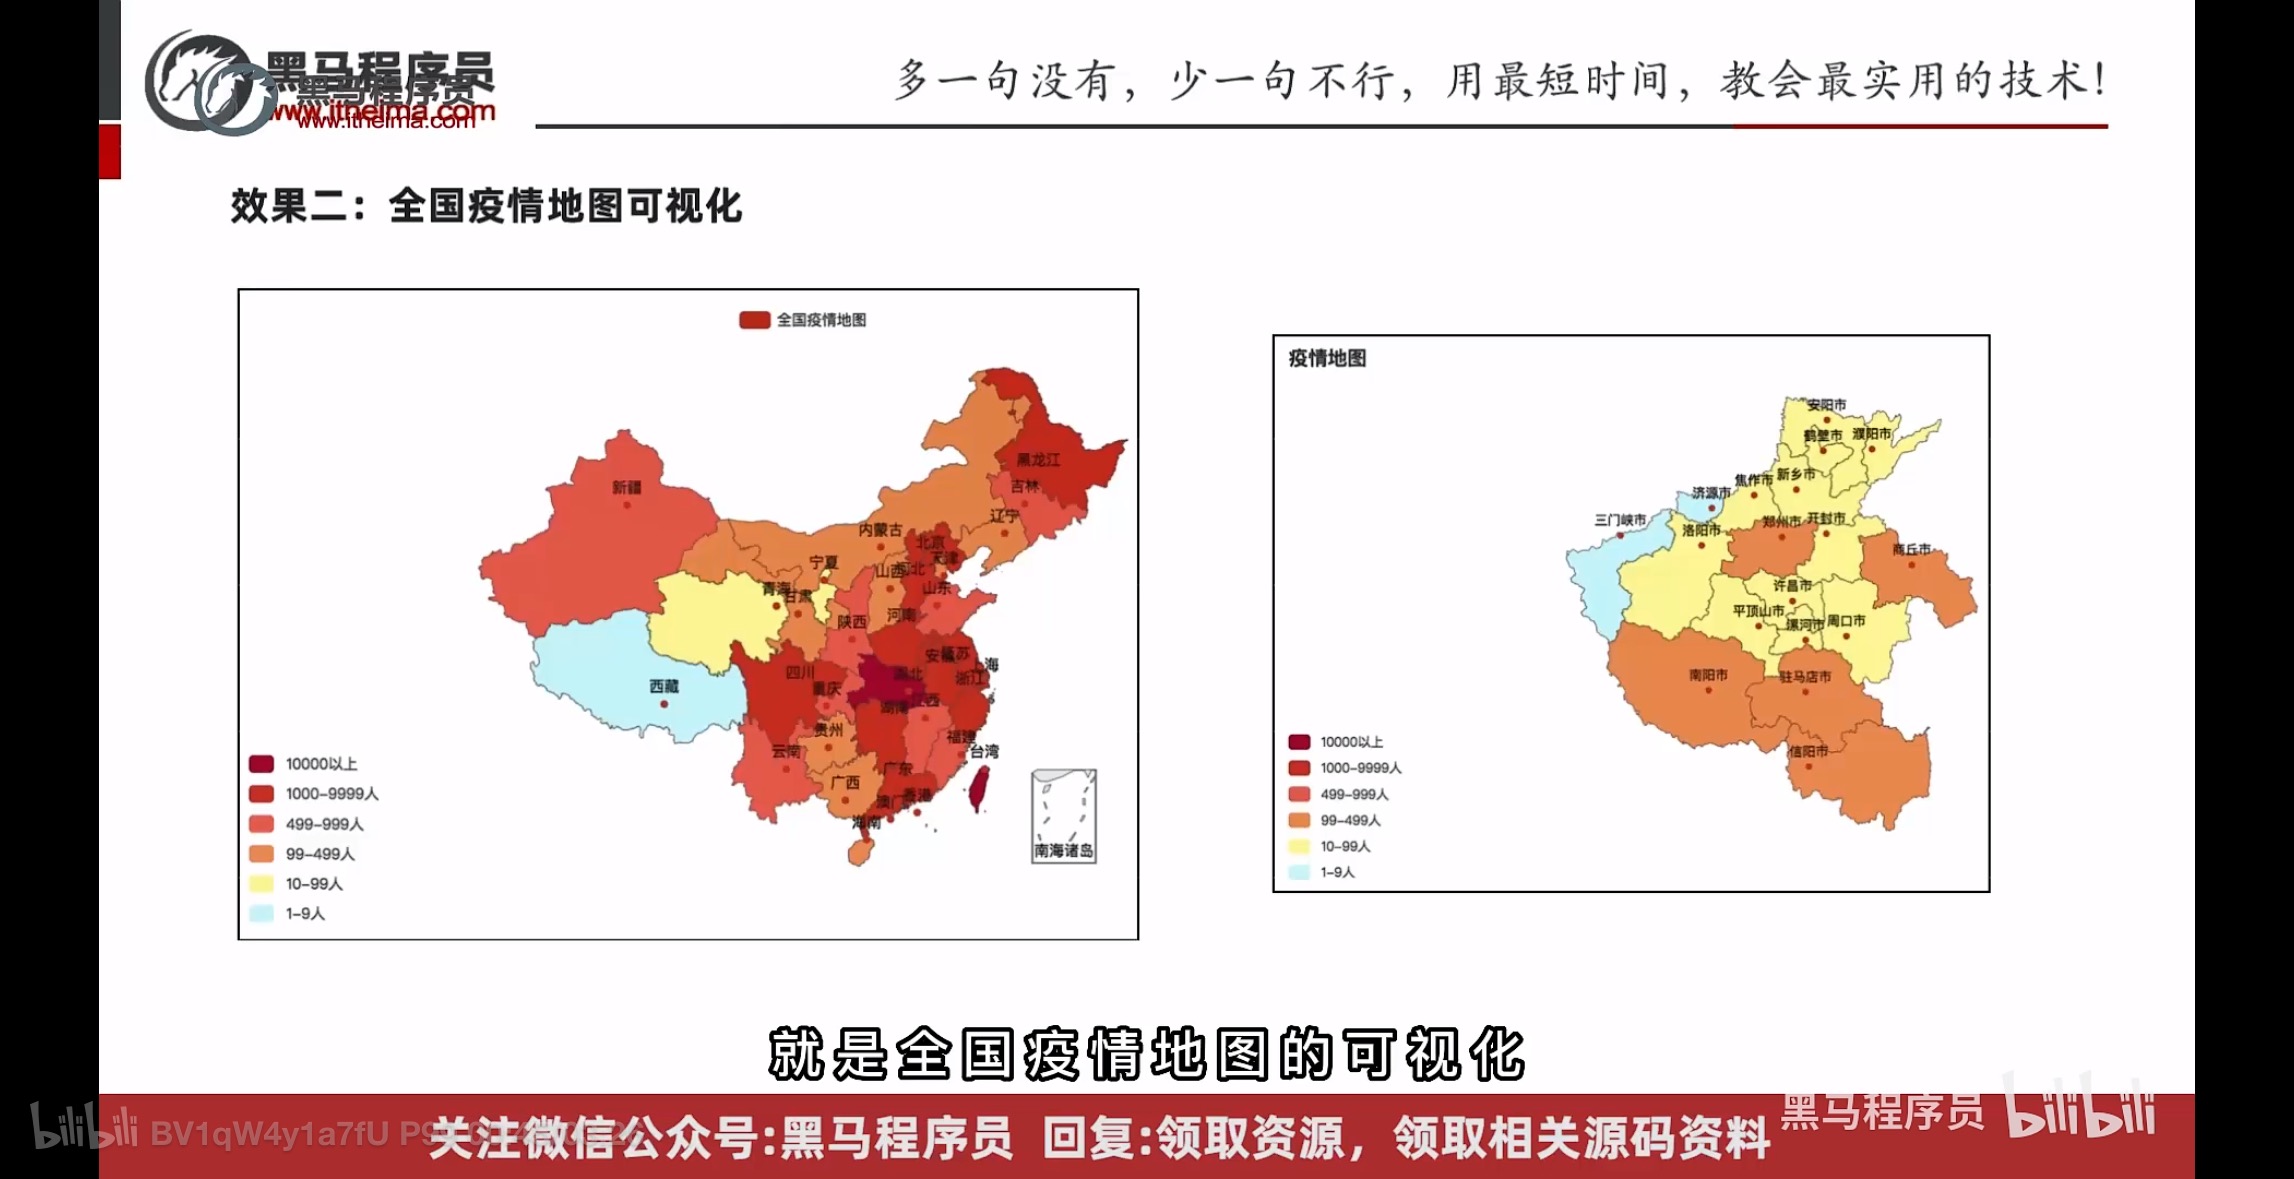 黑马程序员
www.itheima.com
黑马程序员
www.itheima.com
多一句没有，少一句不行，用最短时间，教会最实用的技术！
效果二：全国疫情地图可视化
全国疫情地图
黑龙江
吉林
新疆
辽宁
内蒙古
北京
天津
宁夏
山西
河北
青海
甘肃
山东
河南
陕西
安徽
江苏
上海
四川
湖北
浙江
西藏
重庆
江西
湖南
贵州
福建
云南
台湾
广东
广西
澳门
香港
海南
南海诸岛
10000以上
1000-9999人
499-999人
99-499人
10-99人
1-9人
疫情地图
安阳市
鹤壁市
濮阳市
新乡市
焦作市
济源市
三门峡市
郑州市
开封市
洛阳市
商丘市
许昌市
平顶山市
漯河市
周口市
南阳市
驻马店市
信阳市
10000以上
1000-9999人
499-999人
99-499人
10-99人
1-9人
就是全国疫情地图的可视化
关注微信公众号:黑马程序员 回复:领取资源，领取相关源码资料
bilibili BV1qW4y1a7fU
黑马程序员 bilibili